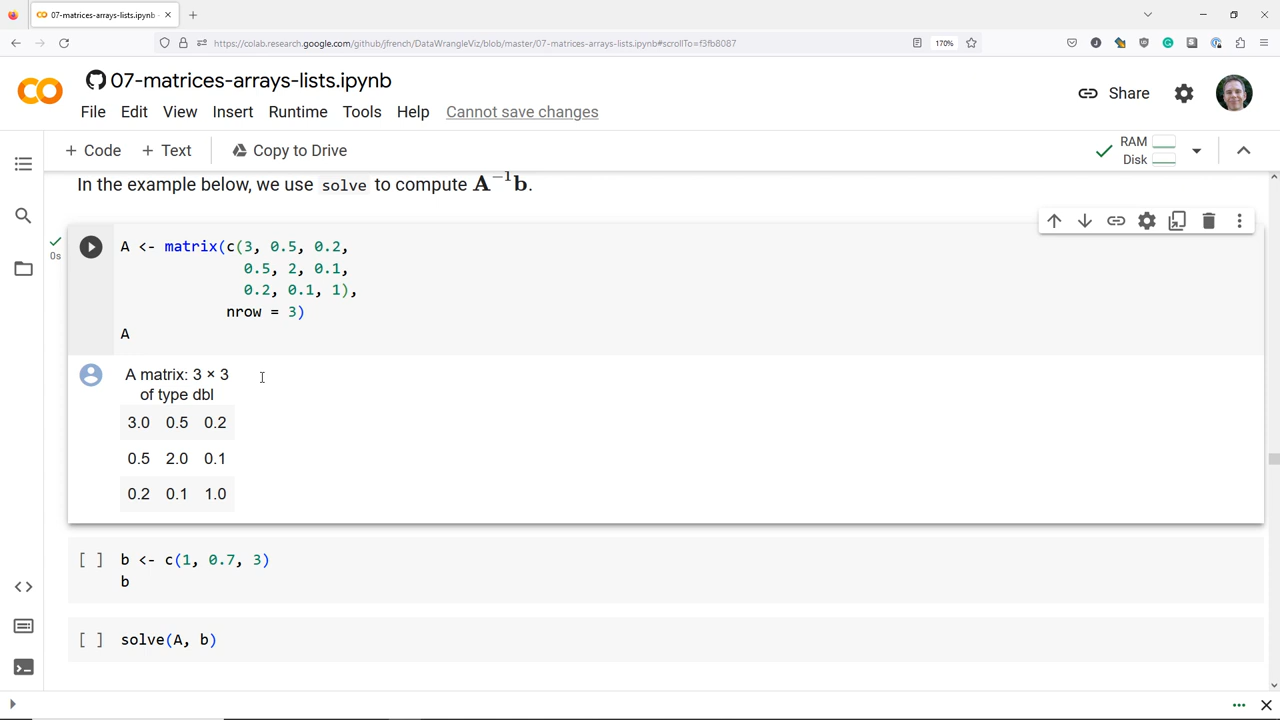 07-matrices-arrays-lists.ipynb
https://colab.research.google.com/github/jfrench/DataWrangleViz/blob/master/07-matrices-arrays-lists.ipynb#scrollTo=f3fb8087
170%
07-matrices-arrays-lists.ipynb
Share
File Edit View Insert Runtime Tools Help Cannot save changes
+ Code + Text Copy to Drive
RAM
Disk
In the example below, we use solve to compute A⁻¹b.
A <- matrix(c(3, 0.5, 0.2,
0s
0.5, 2, 0.1,
0.2, 0.1, 1),
nrow = 3)
A
A matrix: 3 × 3
of type dbl
3.0 0.5 0.2
0.5 2.0 0.1
0.2 0.1 1.0
[ ] b <- c(1, 0.7, 3)
b
[ ] solve(A, b)